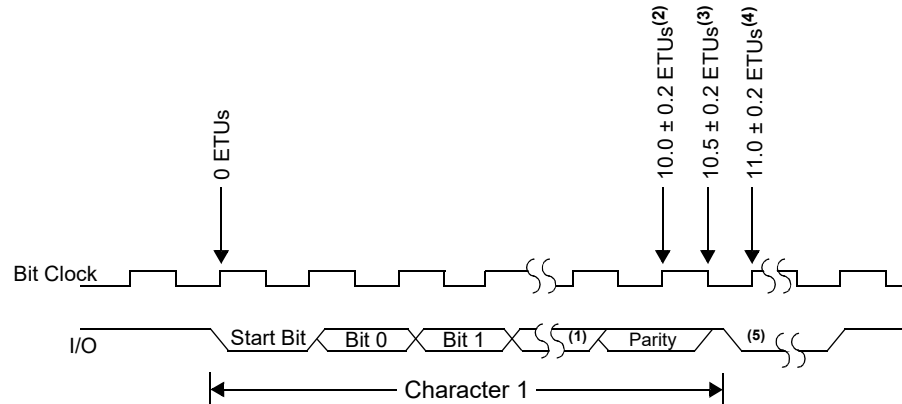 0 ETUs
10.0 ± 0.2 ETUs(2)
10.5 ± 0.2 ETUs(3)
11.0 ± 0.2 ETUs(4)
Bit Clock
I/O
Start Bit
Bit 0
Bit 1
(1)
Parity
(5)
Character 1